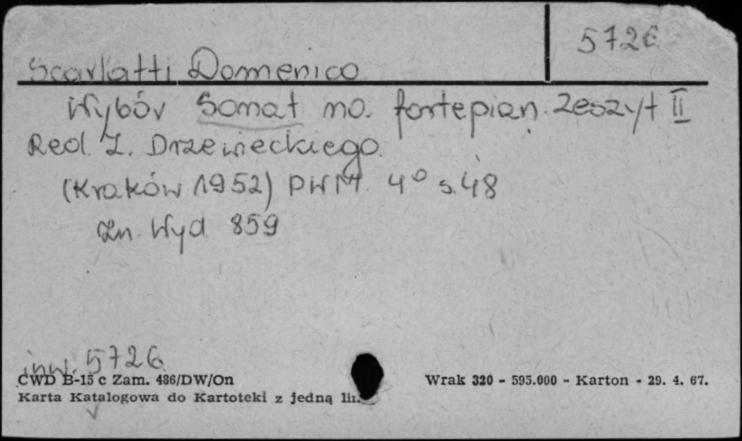 5726
Scarlatti Domenico
Wybór Sonat na fortepian. Zeszyt II
Red. Z. Drzewieckiego.
(Kraków 1952) PWM 4° s. 48
Zn. Wyd 859
inw. 5726
CWD B-15 c Zam. 486/DW/On
Karta Katalogowa do Kartoteki z jedną
Wrak 320 - 595.000 - Karton - 29. 4. 67.